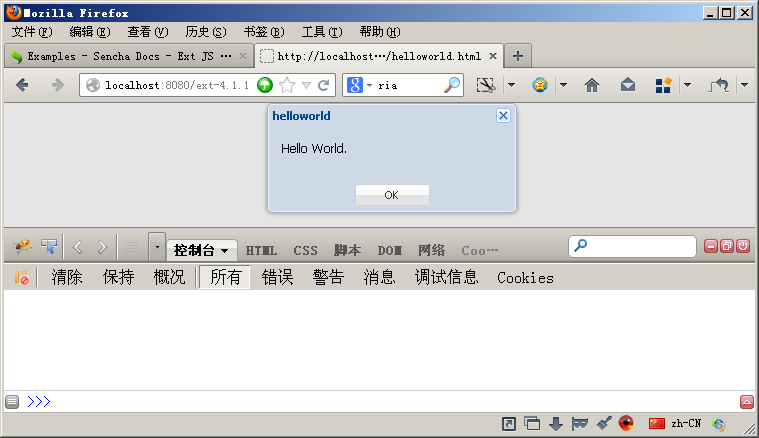 Mozilla Firefox
文件(F) 编辑(E) 查看(V) 历史(S) 书签(B) 工具(T) 帮助(H)
Examples - Sencha Docs - Ext JS ... http://localhost.../helloworld.html
localhost:8080/ext-4.1.1 ria
helloworld
Hello World.
OK
控制台 HTML CSS 脚本 DOM 网络 Coo...
清除 保持 概况 所有 错误 警告 消息 调试信息 Cookies
>>>
zh-CN